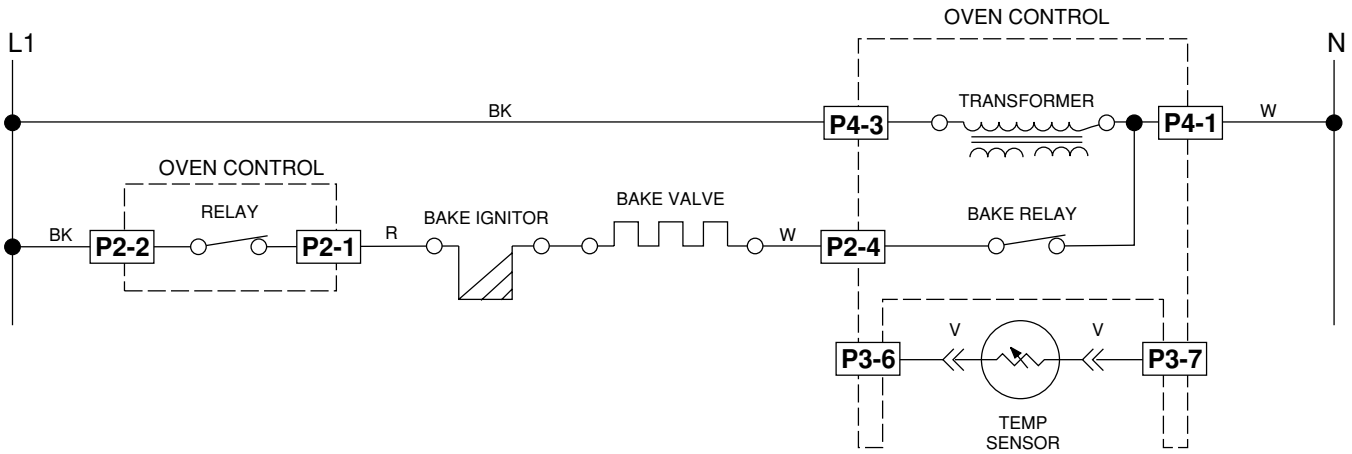 OVEN CONTROL
L1
N
BK
P4-3
TRANSFORMER
P4-1
W
OVEN CONTROL
RELAY
BK
P2-2
P2-1
R
BAKE IGNITOR
BAKE VALVE
W
P2-4
BAKE RELAY
P3-6
V
V
P3-7
TEMP
SENSOR